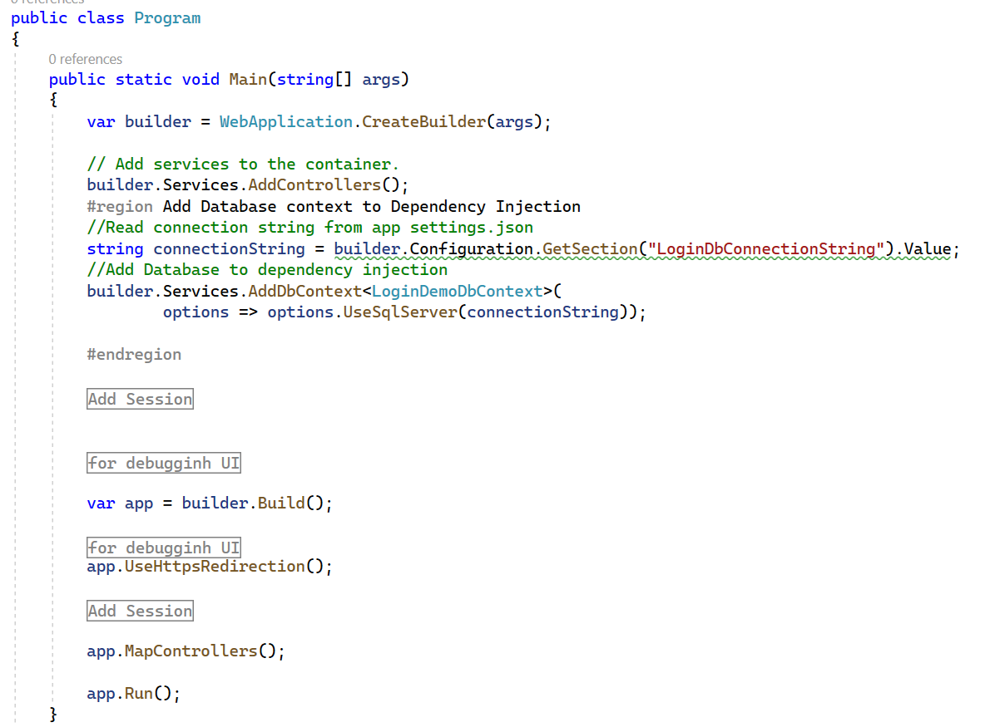 0 references
public class Program
{
0 references
public static void Main(string[] args)
{
var builder = WebApplication.CreateBuilder(args);
// Add services to the container.
builder.Services.AddControllers();
#region Add Database context to Dependency Injection
//Read connection string from app settings.json
string connectionString = builder.Configuration.GetSection("LoginDbConnectionString").Value;
//Add Database to dependency injection
builder.Services.AddDbContext<LoginDemoDbContext>(
options => options.UseSqlServer(connectionString));
#endregion
Add Session
for debugginh UI
var app = builder.Build();
for debugginh UI
app.UseHttpsRedirection();
Add Session
app.MapControllers();
app.Run();
}